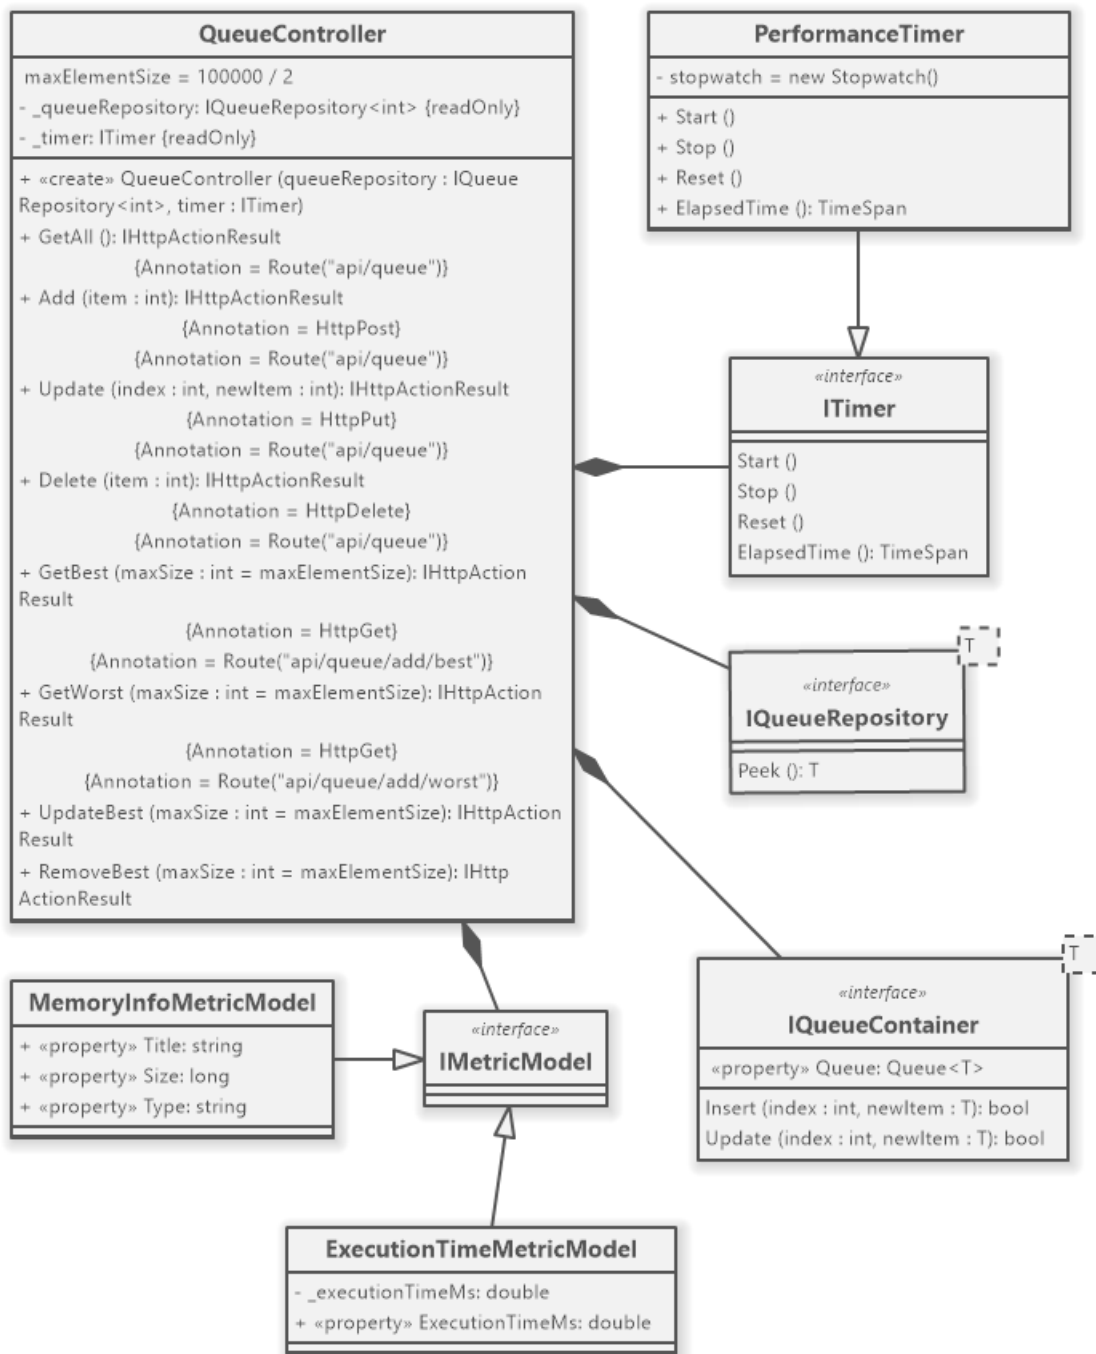 QueueController
maxElementSize = 100000 / 2
- _queueRepository: IQueueRepository<int> {readOnly}
- _timer: ITimer {readOnly}
+ «create» QueueController (queueRepository : IQueue
Repository<int>, timer : ITimer)
+ GetAll (): IHttpActionResult
{Annotation = Route("api/queue")}
+ Add (item : int): IHttpActionResult
{Annotation = HttpPost}
{Annotation = Route("api/queue")}
+ Update (index : int, newItem : int): IHttpActionResult
{Annotation = HttpPut}
{Annotation = Route("api/queue")}
+ Delete (item : int): IHttpActionResult
{Annotation = HttpDelete}
{Annotation = Route("api/queue")}
+ GetBest (maxSize : int = maxElementSize): IHttpAction
Result
{Annotation = HttpGet}
{Annotation = Route("api/queue/add/best")}
+ GetWorst (maxSize : int = maxElementSize): IHttpAction
Result
{Annotation = HttpGet}
{Annotation = Route("api/queue/add/worst")}
+ UpdateBest (maxSize : int = maxElementSize): IHttpAction
Result
+ RemoveBest (maxSize : int = maxElementSize): IHttp
ActionResult
PerformanceTimer
- stopwatch = new Stopwatch()
+ Start ()
+ Stop ()
+ Reset ()
+ ElapsedTime (): TimeSpan
«interface»
ITimer
Start ()
Stop ()
Reset ()
ElapsedTime (): TimeSpan
T
«interface»
IQueueRepository
Peek (): T
T
«interface»
IQueueContainer
«property» Queue: Queue<T>
Insert (index : int, newItem : T): bool
Update (index : int, newItem : T): bool
MemoryInfoMetricModel
+ «property» Title: string
+ «property» Size: long
+ «property» Type: string
«interface»
IMetricModel
ExecutionTimeMetricModel
- _executionTimeMs: double
+ «property» ExecutionTimeMs: double